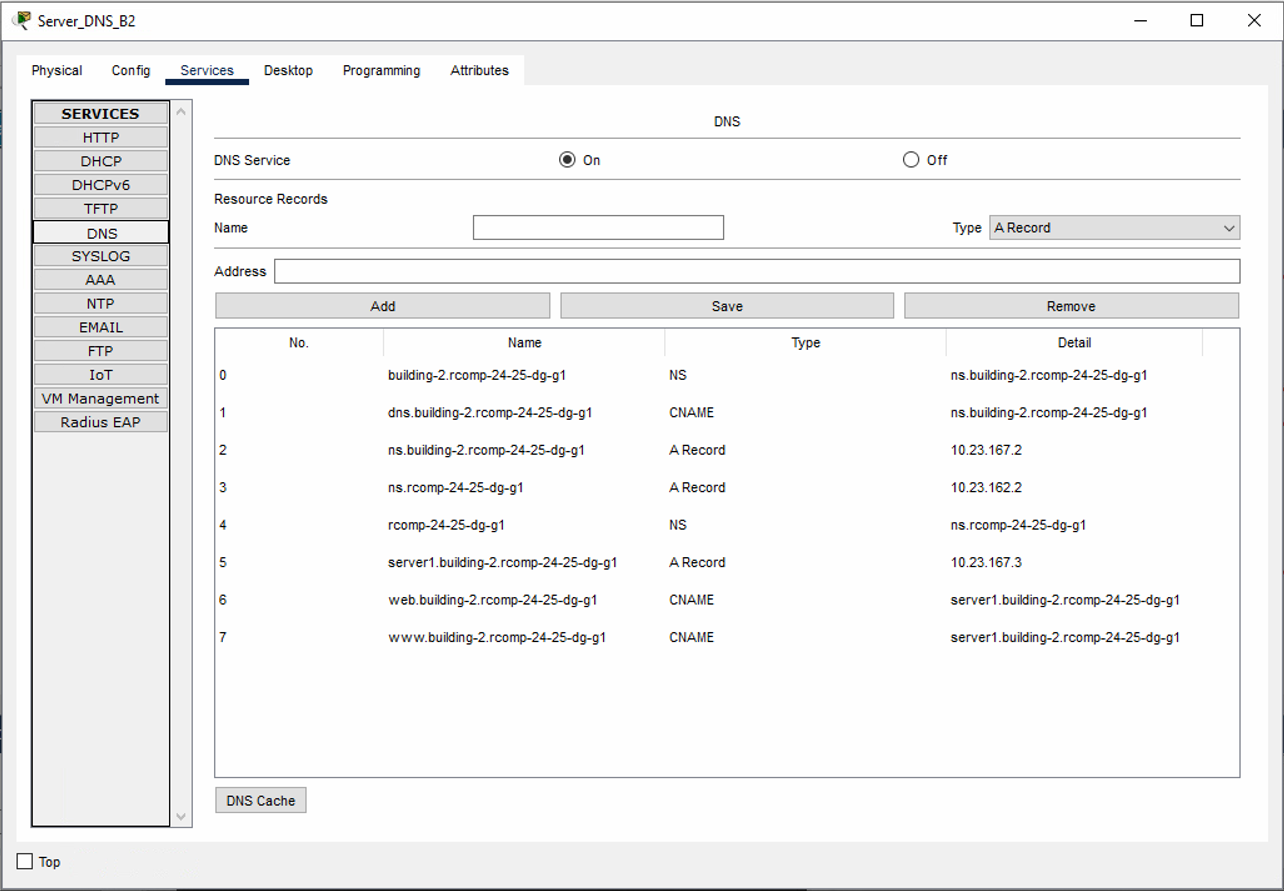 Server_DNS_B2
Physical Config Services Desktop Programming Attributes
SERVICES
HTTP
DHCP
DHCPv6
TFTP
DNS
SYSLOG
AAA
NTP
EMAIL
FTP
IoT
VM Management
Radius EAP
DNS
DNS Service On Off
Resource Records
Name Type A Record
Address
Add Save Remove
No. Name Type Detail
0 building-2.rcomp-24-25-dg-g1 NS ns.building-2.rcomp-24-25-dg-g1
1 dns.building-2.rcomp-24-25-dg-g1 CNAME ns.building-2.rcomp-24-25-dg-g1
2 ns.building-2.rcomp-24-25-dg-g1 A Record 10.23.167.2
3 ns.rcomp-24-25-dg-g1 A Record 10.23.162.2
4 rcomp-24-25-dg-g1 NS ns.rcomp-24-25-dg-g1
5 server1.building-2.rcomp-24-25-dg-g1 A Record 10.23.167.3
6 web.building-2.rcomp-24-25-dg-g1 CNAME server1.building-2.rcomp-24-25-dg-g1
7 www.building-2.rcomp-24-25-dg-g1 CNAME server1.building-2.rcomp-24-25-dg-g1
DNS Cache
Top